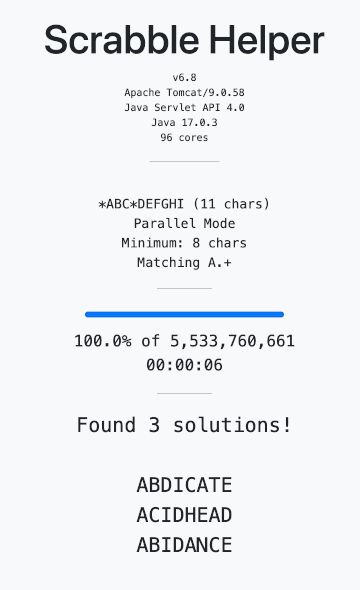 Scrabble Helper
v6.8
Apache Tomcat/9.0.58
Java Servlet API 4.0
Java 17.0.3
96 cores
*ABC*DEFGHI (11 chars)
Parallel Mode
Minimum: 8 chars
Matching A.+
100.0% of 5,533,760,661
00:00:06
Found 3 solutions!
ABDICATE
ACIDHEAD
ABIDANCE